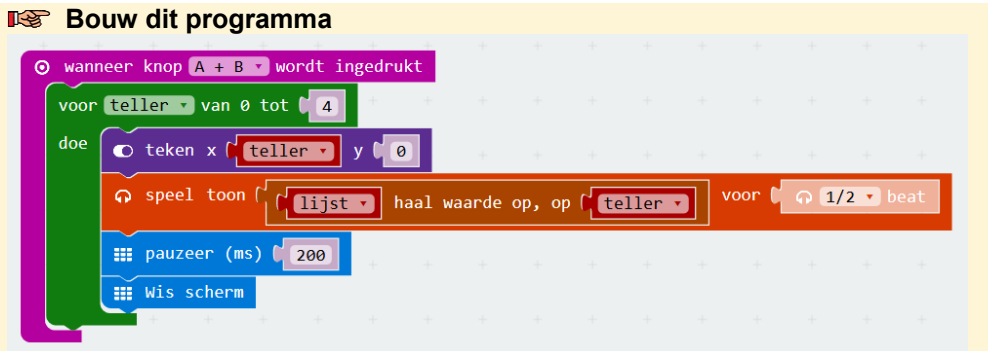 Bouw dit programma
wanneer knop A + B wordt ingedrukt
voor teller van 0 tot 4
doe
teken x teller y 0
speel toon lijst haal waarde op, op teller voor 1/2 beat
pauzeer (ms) 200
Wis scherm